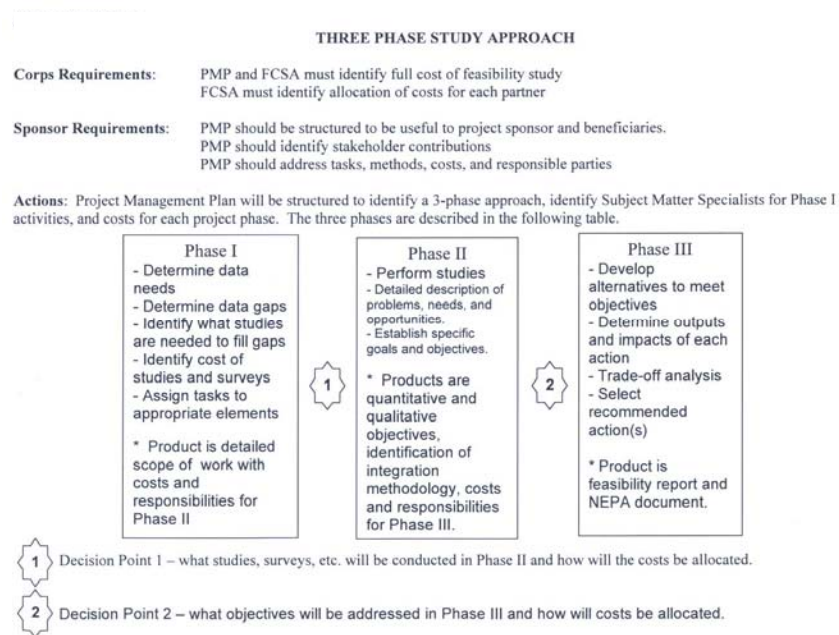 THREE PHASE STUDY APPROACH
Corps Requirements: PMP and FCSA must identify full cost of feasibility study
FCSA must identify allocation of costs for each partner
Sponsor Requirements: PMP should be structured to be useful to project sponsor and beneficiaries.
PMP should identify stakeholder contributions
PMP should address tasks, methods, costs, and responsible parties
Actions: Project Management Plan will be structured to identify a 3-phase approach, identify Subject Matter Specialists for Phase I
activities, and costs for each project phase. The three phases are described in the following table.
Phase I
- Determine data
needs
- Determine data gaps
- Identify what studies
are needed to fill gaps
- Identify cost of
studies and surveys
- Assign tasks to
appropriate elements
* Product is detailed
scope of work with
costs and
responsibilities for
Phase II
1
Phase II
- Perform studies
- Detailed description of
problems, needs, and
opportunities.
- Establish specific
goals and objectives.
* Products are
quantitative and
qualitative
objectives,
identification of
integration
methodology, costs
and responsibilities
for Phase III.
2
Phase III
- Develop
alternatives to meet
objectives
- Determine outputs
and impacts of each
action
- Trade-off analysis
- Select
recommended
action(s)
* Product is
feasibility report and
NEPA document.
1 Decision Point 1 – what studies, surveys, etc. will be conducted in Phase II and how will the costs be allocated.
2 Decision Point 2 – what objectives will be addressed in Phase III and how will costs be allocated.